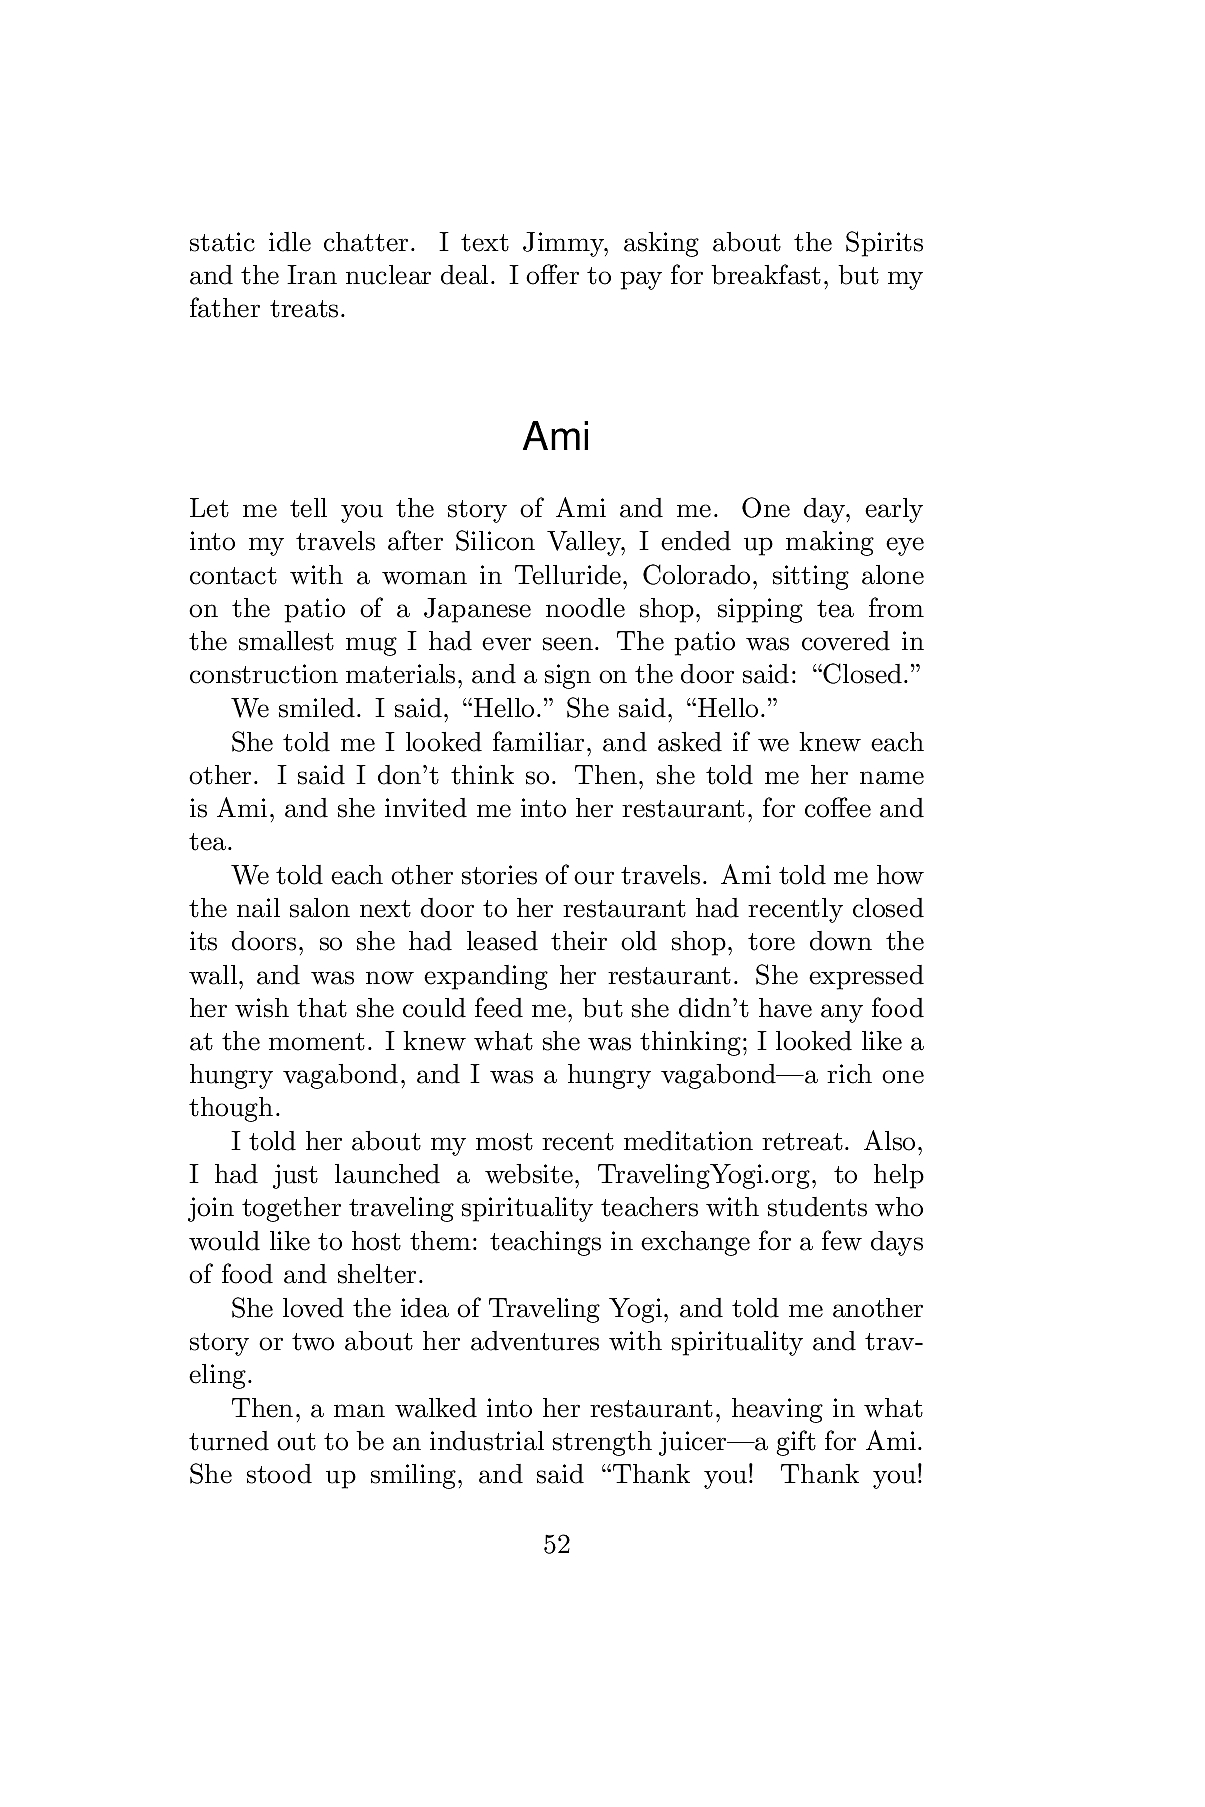 static idle chatter. I text Jimmy, asking about the Spirits
and the Iran nuclear deal. I offer to pay for breakfast, but my
father treats.
Ami
Let me tell you the story of Ami and me. One day, early
into my travels after Silicon Valley, I ended up making eye
contact with a woman in Telluride, Colorado, sitting alone
on the patio of a Japanese noodle shop, sipping tea from
the smallest mug I had ever seen. The patio was covered in
construction materials, and a sign on the door said: “Closed.”
We smiled. I said, “Hello.” She said, “Hello.”
She told me I looked familiar, and asked if we knew each
other. I said I don’t think so. Then, she told me her name
is Ami, and she invited me into her restaurant, for coffee and
tea.
We told each other stories of our travels. Ami told me how
the nail salon next door to her restaurant had recently closed
its doors, so she had leased their old shop, tore down the
wall, and was now expanding her restaurant. She expressed
her wish that she could feed me, but she didn’t have any food
at the moment. I knew what she was thinking; I looked like a
hungry vagabond, and I was a hungry vagabond—a rich one
though.
I told her about my most recent meditation retreat. Also,
I had just launched a website, TravelingYogi.org, to help
join together traveling spirituality teachers with students who
would like to host them: teachings in exchange for a few days
of food and shelter.
She loved the idea of Traveling Yogi, and told me another
story or two about her adventures with spirituality and trav-
eling.
Then, a man walked into her restaurant, heaving in what
turned out to be an industrial strength juicer—a gift for Ami.
She stood up smiling, and said “Thank you! Thank you!
52